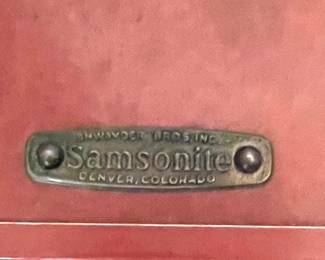 SHWAYDER BROS. INC.
Samsonite
DENVER, COLORADO